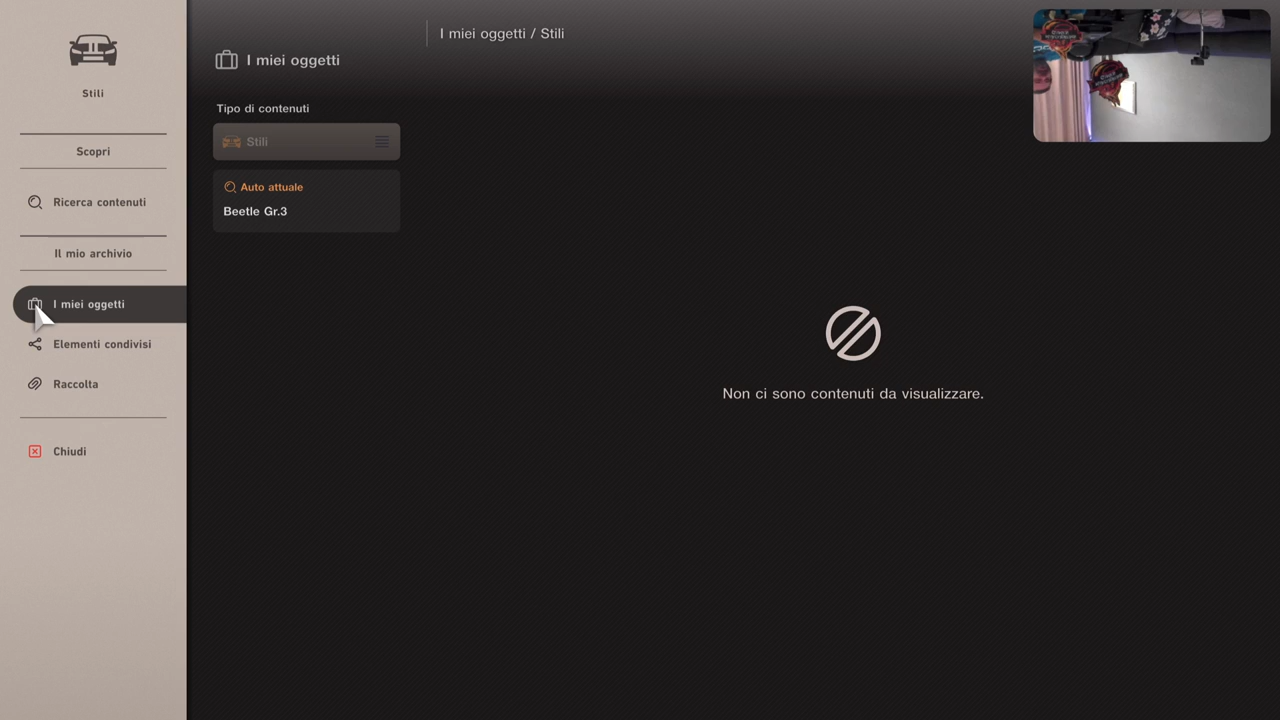 Stili
Scopri
Ricerca contenuti
Il mio archivio
I miei oggetti
Elementi condivisi
Raccolta
Chiudi
I miei oggetti
Tipo di contenuti
Stili
Auto attuale
Beetle Gr.3
I miei oggetti / Stili
Non ci sono contenuti da visualizzare.